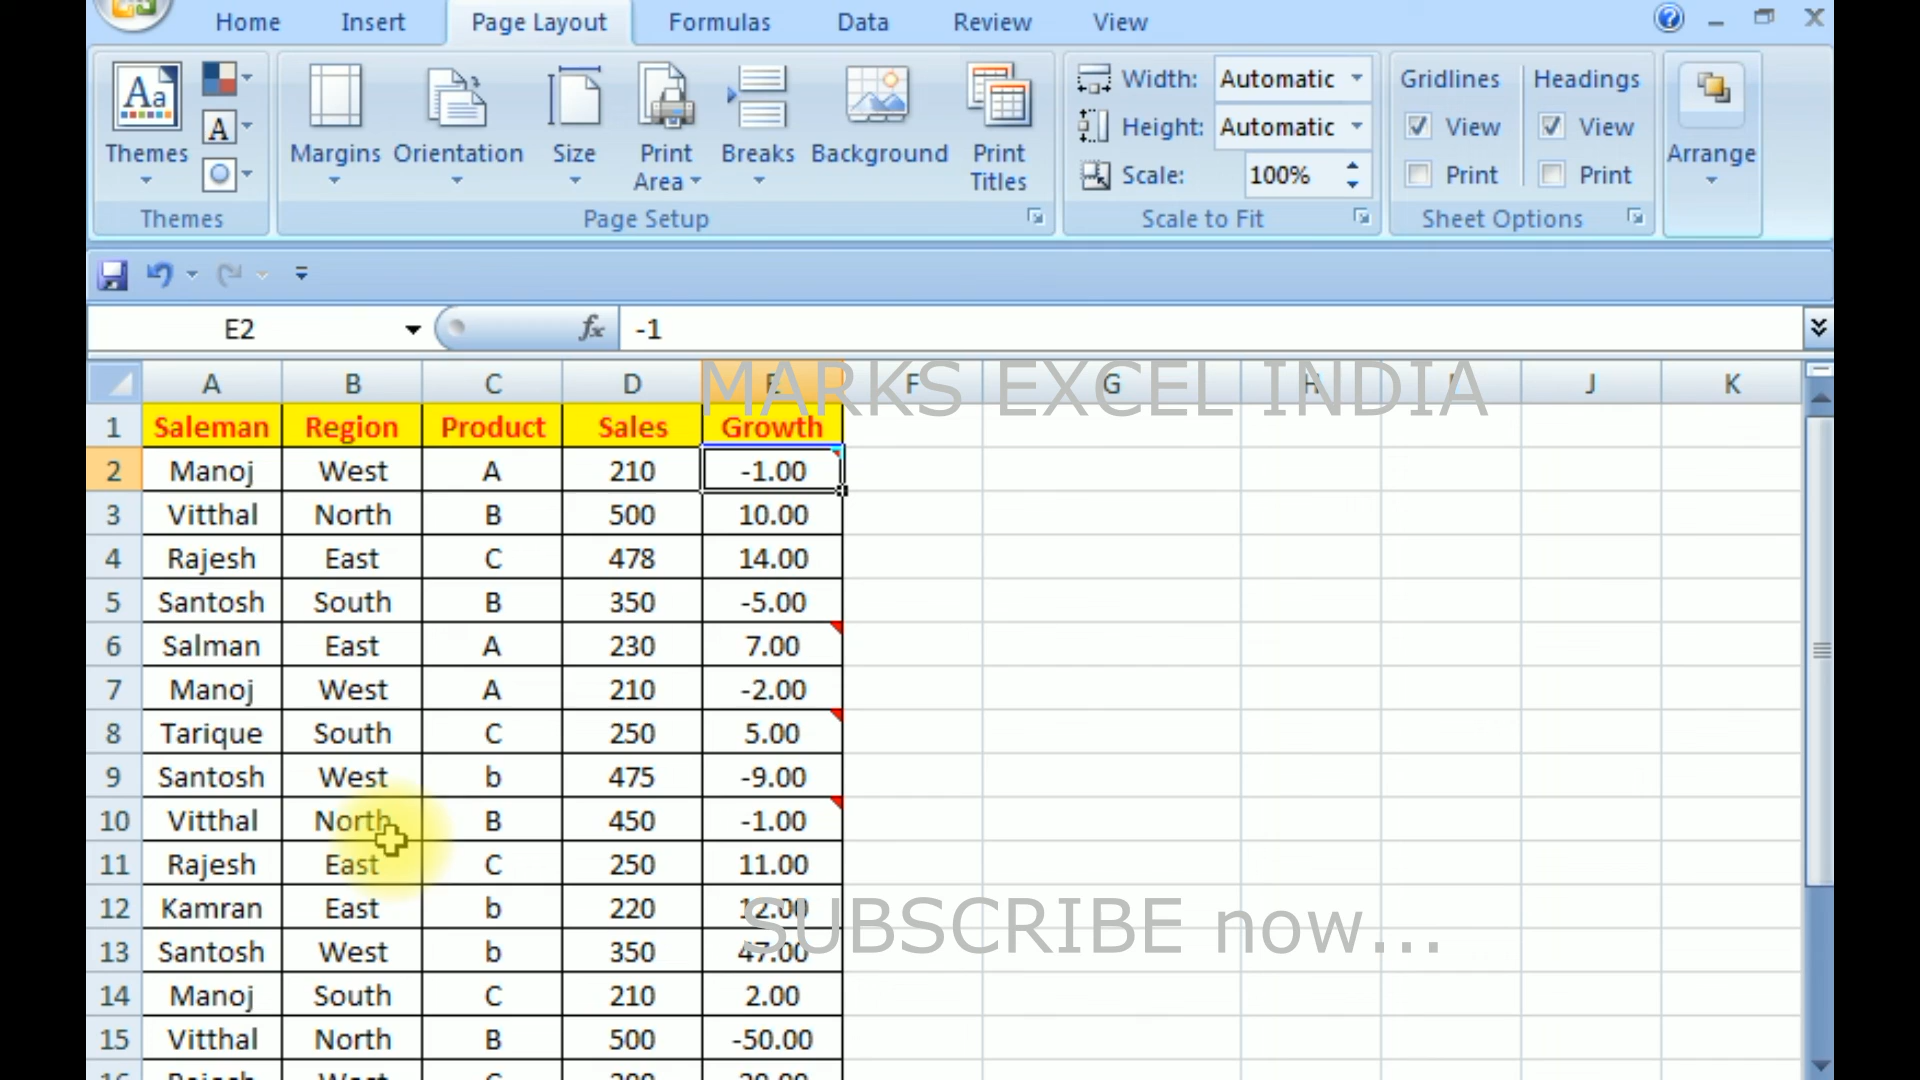 Home Insert Page Layout Formulas Data Review View
Themes
Margins Orientation Size Print Area Breaks Background Print Titles
Width: Automatic
Height: Automatic
Scale: 100%
Gridlines Headings
View View
Print Print
Arrange
Themes Page Setup Scale to Fit Sheet Options
E2 fx -1
A B C D E F G H I J K
MARKS EXCEL INDIA
1 Saleman Region Product Sales Growth
2 Manoj West A 210 -1.00
3 Vitthal North B 500 10.00
4 Rajesh East C 478 14.00
5 Santosh South B 350 -5.00
6 Salman East A 230 7.00
7 Manoj West A 210 -2.00
8 Tarique South C 250 5.00
9 Santosh West b 475 -9.00
10 Vitthal North B 450 -1.00
11 Rajesh East C 250 11.00
12 Kamran East b 220 12.00
SUBSCRIBE now...
13 Santosh West b 350 47.00
14 Manoj South C 210 2.00
15 Vitthal North B 500 -50.00